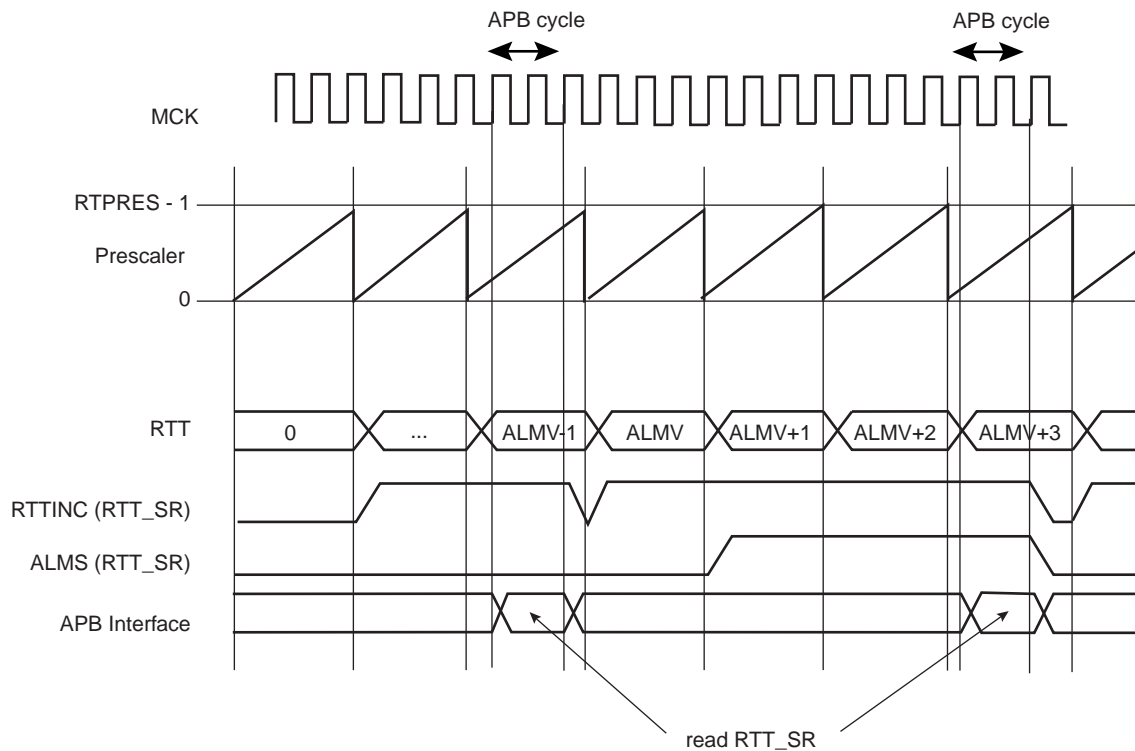 APB cycle
APB cycle
MCK
RTPRES - 1
Prescaler
0
RTT
0
...
ALMV-1
ALMV
ALMV+1
ALMV+2
ALMV+3
RTTINC (RTT_SR)
ALMS (RTT_SR)
APB Interface
read RTT_SR